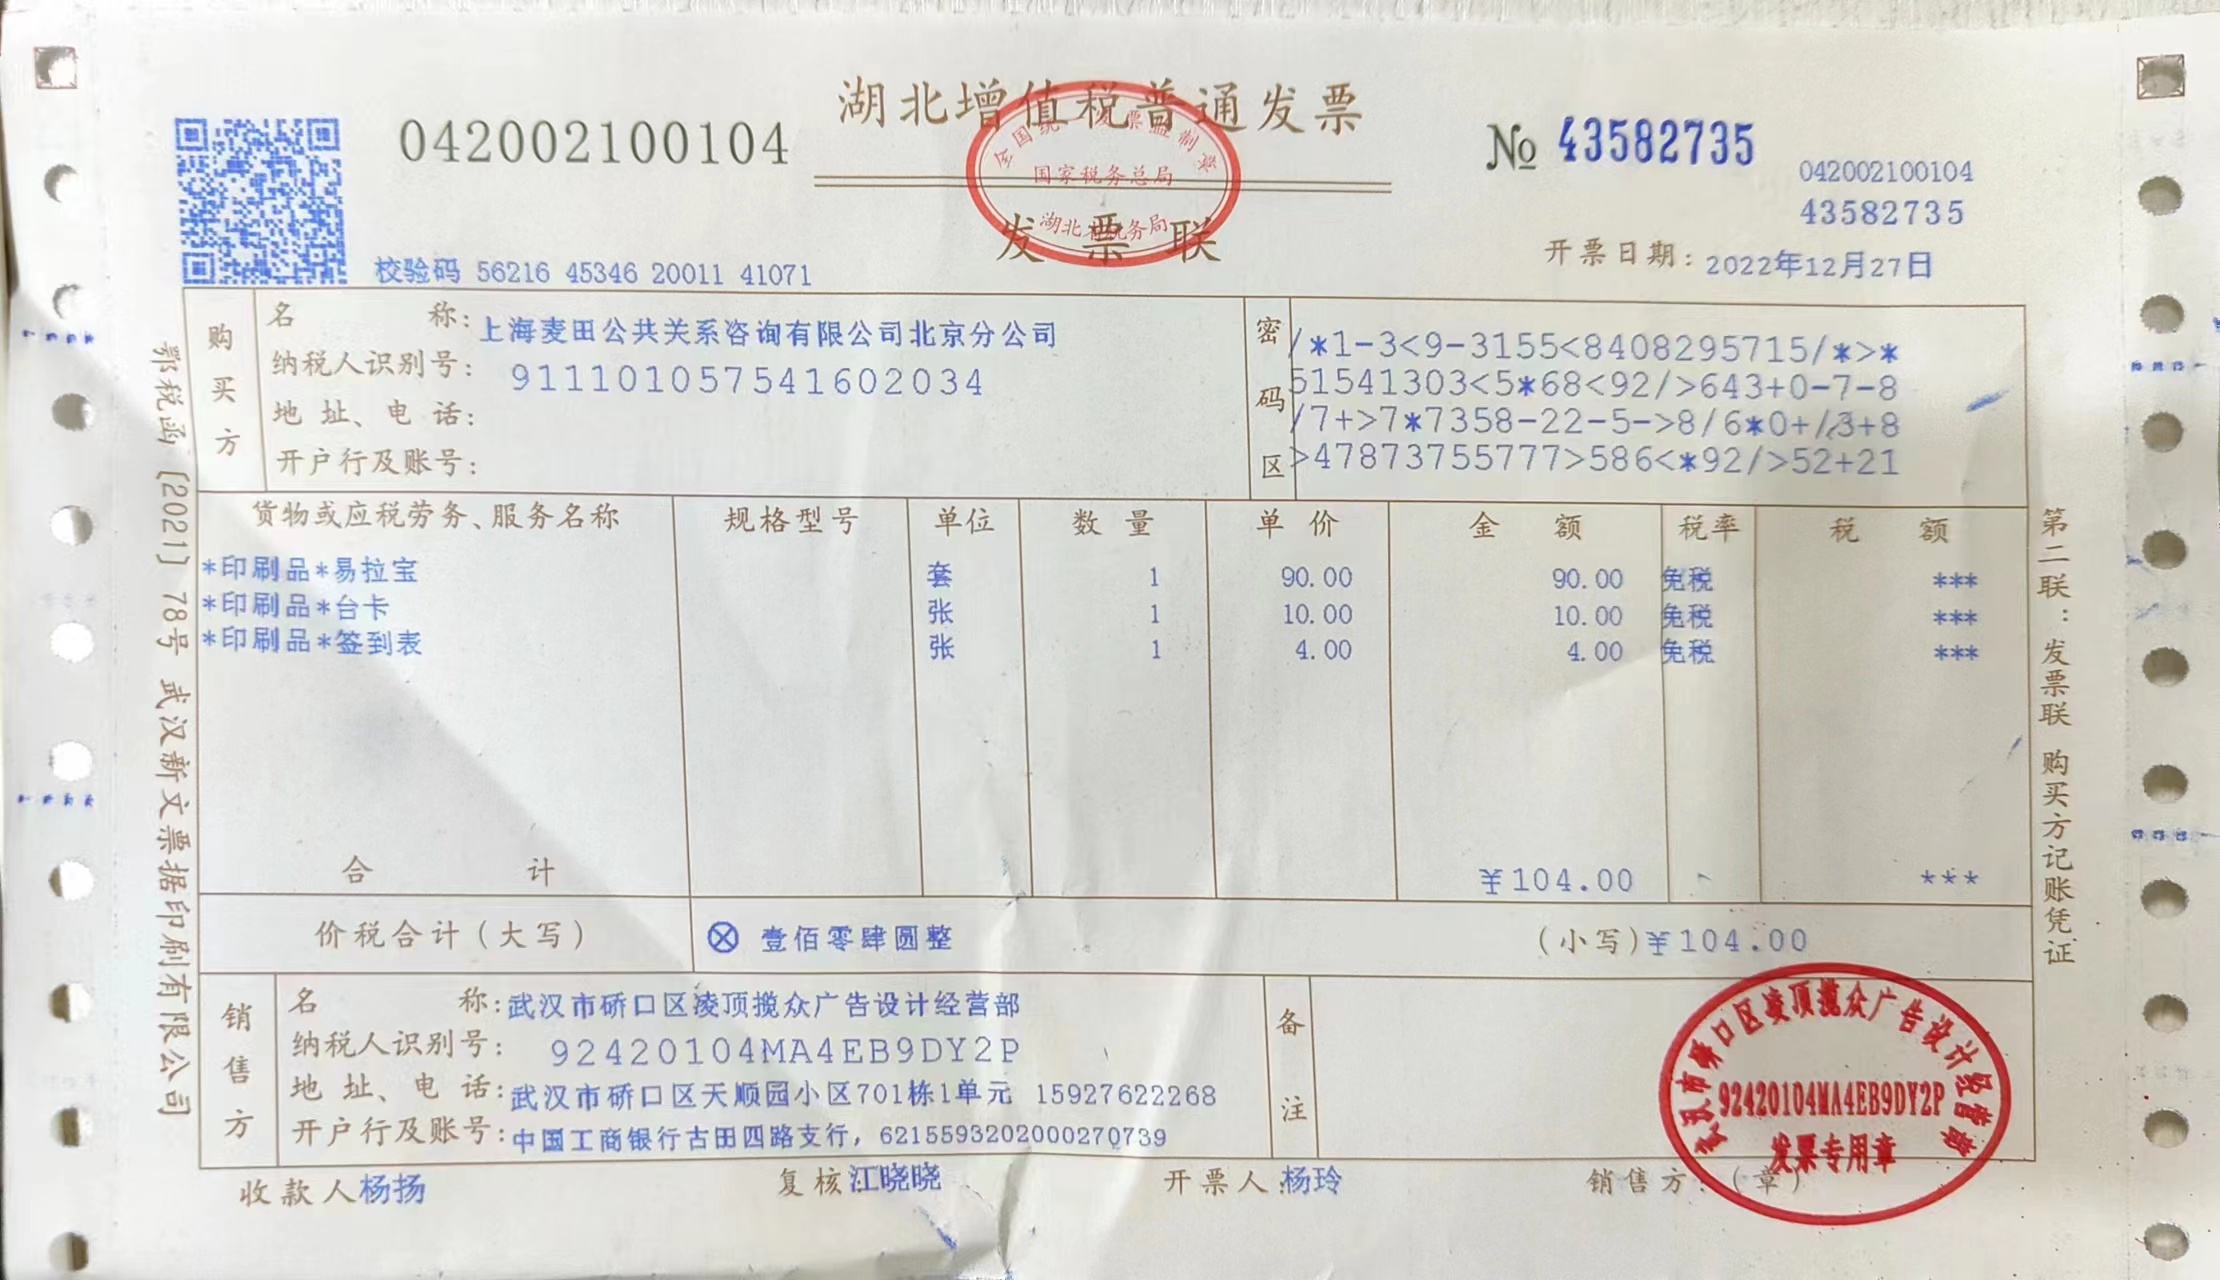 湖北增值税普通发票
042002100104
№ 43582735
042002100104
43582735
全国统一发票监制章
国家税务总局
湖北省税务局
发票联
开票日期: 2022年12月27日
校验码 56216 45346 20011 41071
购买方
名称: 上海麦田公共关系咨询有限公司北京分公司
纳税人识别号: 911101057541602034
地址、电话:
开户行及账号:
密码区
/*1-3<9-3155<8408295715/*>*
51541303<5*68<92/>643+0-7-8
/7+>7*7358-22-5->8/6*0+/3+8
>47873755777>586<*92/>52+21
货物或应税劳务、服务名称 规格型号 单位 数量 单价 金额 税率 税额
*印刷品*易拉宝 套 1 90.00 90.00 免税 ***
*印刷品*台卡 张 1 10.00 10.00 免税 ***
*印刷品*签到表 张 1 4.00 4.00 免税 ***
合计 ¥104.00 ***
价税合计(大写) ⊗ 壹佰零肆圆整 (小写)¥104.00
销售方
名称: 武汉市硚口区凌顶揽众广告设计经营部
纳税人识别号: 92420104MA4EB9DY2P
地址、电话: 武汉市硚口区天顺园小区701栋1单元 15927622268
开户行及账号: 中国工商银行古田四路支行, 6215593202000270739
备注
武汉市硚口区凌顶揽众广告设计经营部
92420104MA4EB9DY2P
发票专用章
收款人 杨扬 复核 江晓晓 开票人: 杨玲 销售方:(章)
鄂税函〔2021〕78号 武汉新文票据印刷有限公司
第二联:发票联 购买方记账凭证